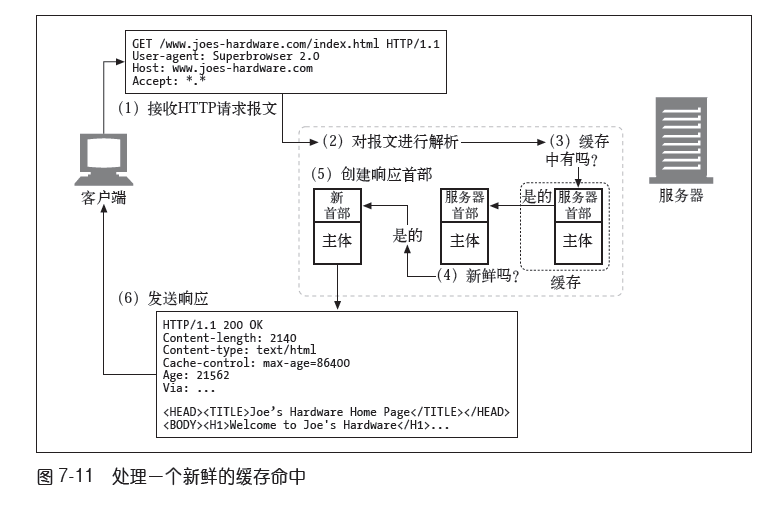 GET /www.joes-hardware.com/index.html HTTP/1.1
User-agent: Superbrowser 2.0
Host: www.joes-hardware.com
Accept: *.*
(1) 接收HTTP请求报文
(2) 对报文进行解析
(3) 缓存
中有吗?
(5) 创建响应首部
客户端
服务器
新
首部
主体
是的
服务器
首部
主体
是的
服务器
首部
主体
(4) 新鲜吗?
缓存
(6) 发送响应
HTTP/1.1 200 OK
Content-length: 2140
Content-type: text/html
Cache-control: max-age=86400
Age: 21562
Via: ...
<HEAD><TITLE>Joe’s Hardware Home Page</TITLE></HEAD>
<BODY><H1>Welcome to Joe's Hardware</H1>...
图 7-11 处理一个新鲜的缓存命中